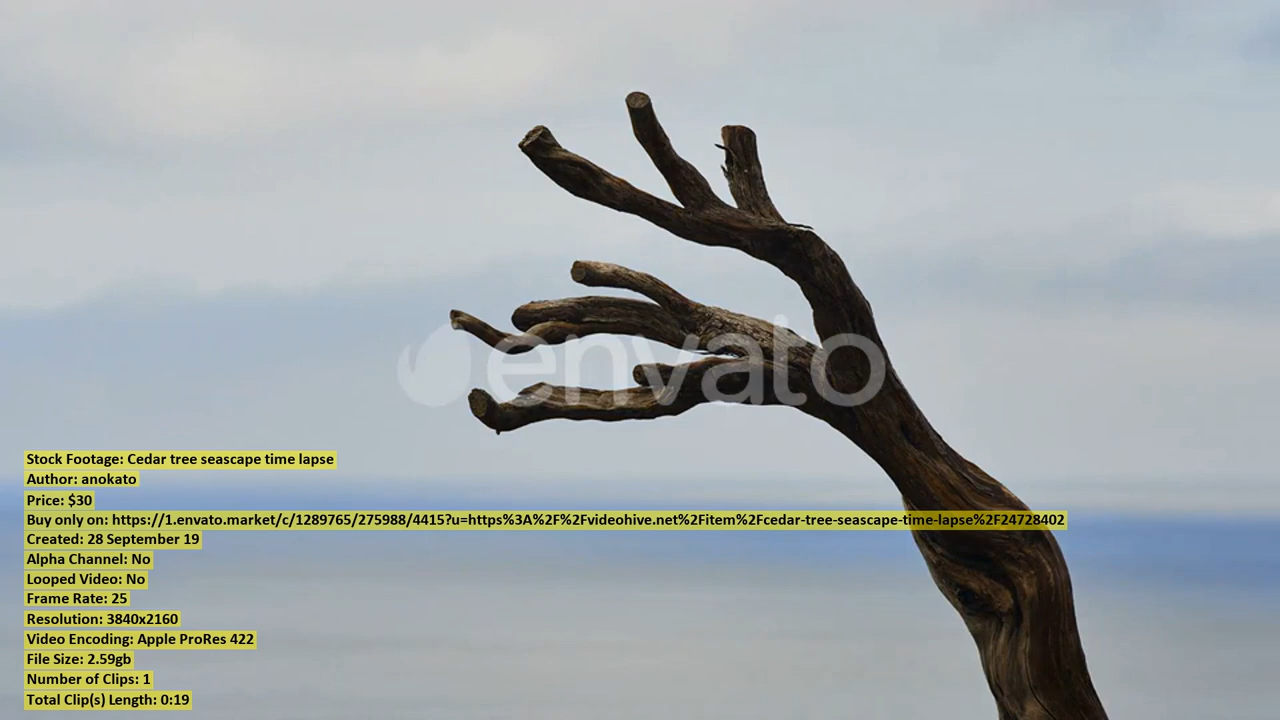 envato
Stock Footage: Cedar tree seascape time lapse
Author: anokato
Price: $30
Buy only on: https://1.envato.market/c/1289765/275988/4415?u=https%3A%2F%2Fvideohive.net%2Fitem%2Fcedar-tree-seascape-time-lapse%2F24728402
Created: 28 September 19
Alpha Channel: No
Looped Video: No
Frame Rate: 25
Resolution: 3840x2160
Video Encoding: Apple ProRes 422
File Size: 2.59gb
Number of Clips: 1
Total Clip(s) Length: 0:19